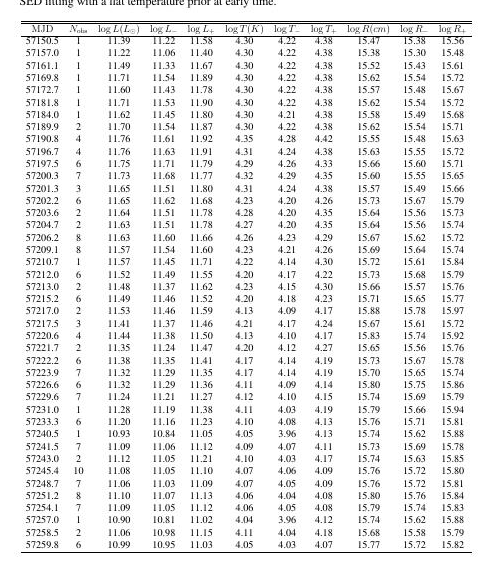 SED fitting with a flat temperature prior at early time.
MJD N_obs log L(L☉) log L_- log L_+ log T(K) log T_- log T_+ log R(cm) log R_- log R_+
57150.5 1 11.39 11.22 11.58 4.30 4.22 4.38 15.47 15.38 15.56
57157.0 1 11.22 11.06 11.40 4.30 4.22 4.38 15.38 15.30 15.48
57161.1 1 11.49 11.33 11.67 4.30 4.22 4.38 15.52 15.43 15.61
57169.8 1 11.71 11.54 11.89 4.30 4.22 4.38 15.62 15.54 15.72
57172.7 1 11.60 11.43 11.78 4.30 4.22 4.38 15.57 15.48 15.67
57181.8 1 11.71 11.53 11.90 4.30 4.22 4.38 15.62 15.54 15.72
57184.0 1 11.62 11.45 11.80 4.30 4.21 4.38 15.58 15.49 15.68
57189.9 2 11.70 11.54 11.87 4.30 4.22 4.38 15.62 15.54 15.71
57190.8 4 11.76 11.61 11.92 4.35 4.28 4.42 15.55 15.48 15.63
57196.7 4 11.76 11.63 11.91 4.31 4.24 4.38 15.63 15.55 15.72
57197.5 6 11.75 11.71 11.79 4.29 4.26 4.33 15.66 15.60 15.71
57200.3 7 11.73 11.68 11.77 4.32 4.29 4.35 15.60 15.55 15.65
57201.3 3 11.65 11.51 11.80 4.31 4.24 4.38 15.57 15.49 15.66
57202.2 6 11.65 11.62 11.68 4.23 4.20 4.26 15.73 15.67 15.79
57203.6 2 11.64 11.51 11.78 4.28 4.20 4.35 15.64 15.56 15.73
57204.7 2 11.63 11.51 11.78 4.27 4.20 4.35 15.64 15.56 15.74
57206.2 8 11.63 11.60 11.66 4.26 4.23 4.29 15.67 15.62 15.72
57209.1 8 11.57 11.54 11.60 4.23 4.21 4.26 15.69 15.64 15.74
57210.7 1 11.57 11.45 11.71 4.22 4.14 4.30 15.72 15.61 15.84
57212.0 6 11.52 11.49 11.55 4.20 4.17 4.22 15.73 15.68 15.79
57213.0 2 11.48 11.37 11.62 4.23 4.15 4.30 15.66 15.57 15.76
57215.2 6 11.49 11.46 11.52 4.20 4.18 4.23 15.71 15.65 15.77
57217.0 2 11.53 11.46 11.59 4.13 4.09 4.17 15.88 15.78 15.97
57217.5 3 11.41 11.37 11.46 4.21 4.17 4.24 15.67 15.61 15.72
57220.6 4 11.44 11.38 11.50 4.13 4.10 4.17 15.83 15.74 15.92
57221.7 2 11.35 11.24 11.47 4.20 4.12 4.27 15.65 15.56 15.76
57222.2 6 11.38 11.35 11.41 4.17 4.14 4.19 15.73 15.67 15.78
57223.9 7 11.32 11.29 11.35 4.17 4.14 4.19 15.70 15.65 15.74
57226.6 6 11.32 11.29 11.36 4.11 4.09 4.14 15.80 15.75 15.86
57229.6 7 11.24 11.21 11.27 4.12 4.10 4.15 15.74 15.69 15.79
57231.0 1 11.28 11.19 11.38 4.11 4.03 4.19 15.79 15.66 15.94
57233.3 6 11.20 11.16 11.23 4.10 4.08 4.13 15.76 15.71 15.81
57240.5 1 10.93 10.84 11.05 4.05 3.96 4.13 15.74 15.62 15.88
57241.5 7 11.09 11.06 11.12 4.09 4.07 4.11 15.73 15.69 15.78
57243.0 2 11.12 11.05 11.21 4.10 4.03 4.17 15.74 15.63 15.85
57245.4 10 11.08 11.05 11.10 4.07 4.06 4.09 15.76 15.72 15.80
57248.7 7 11.06 11.03 11.09 4.07 4.05 4.09 15.76 15.72 15.81
57251.2 8 11.10 11.07 11.13 4.06 4.04 4.08 15.80 15.76 15.84
57254.1 7 11.09 11.05 11.12 4.06 4.05 4.08 15.79 15.74 15.83
57257.0 1 10.90 10.81 11.02 4.04 3.96 4.12 15.74 15.62 15.88
57258.5 2 11.06 10.98 11.15 4.11 4.04 4.18 15.68 15.58 15.79
57259.8 6 10.99 10.95 11.03 4.05 4.03 4.07 15.77 15.72 15.82